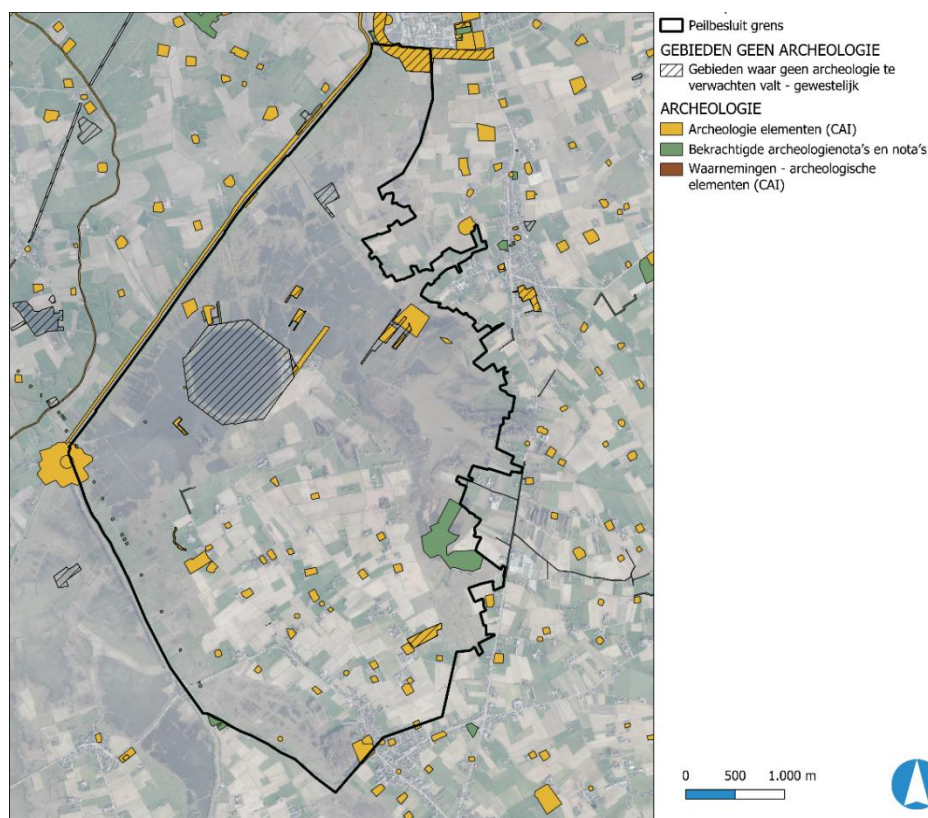 Peilbesluit grens
GEBIEDEN GEEN ARCHEOLOGIE
Gebieden waar geen archeologie te
verwachten valt - gewestelijk
ARCHEOLOGIE
Archeologie elementen (CAI)
Bekrachtigde archeologienota's en nota's
Waarnemingen - archeologische
elementen (CAI)
0 500 1.000 m